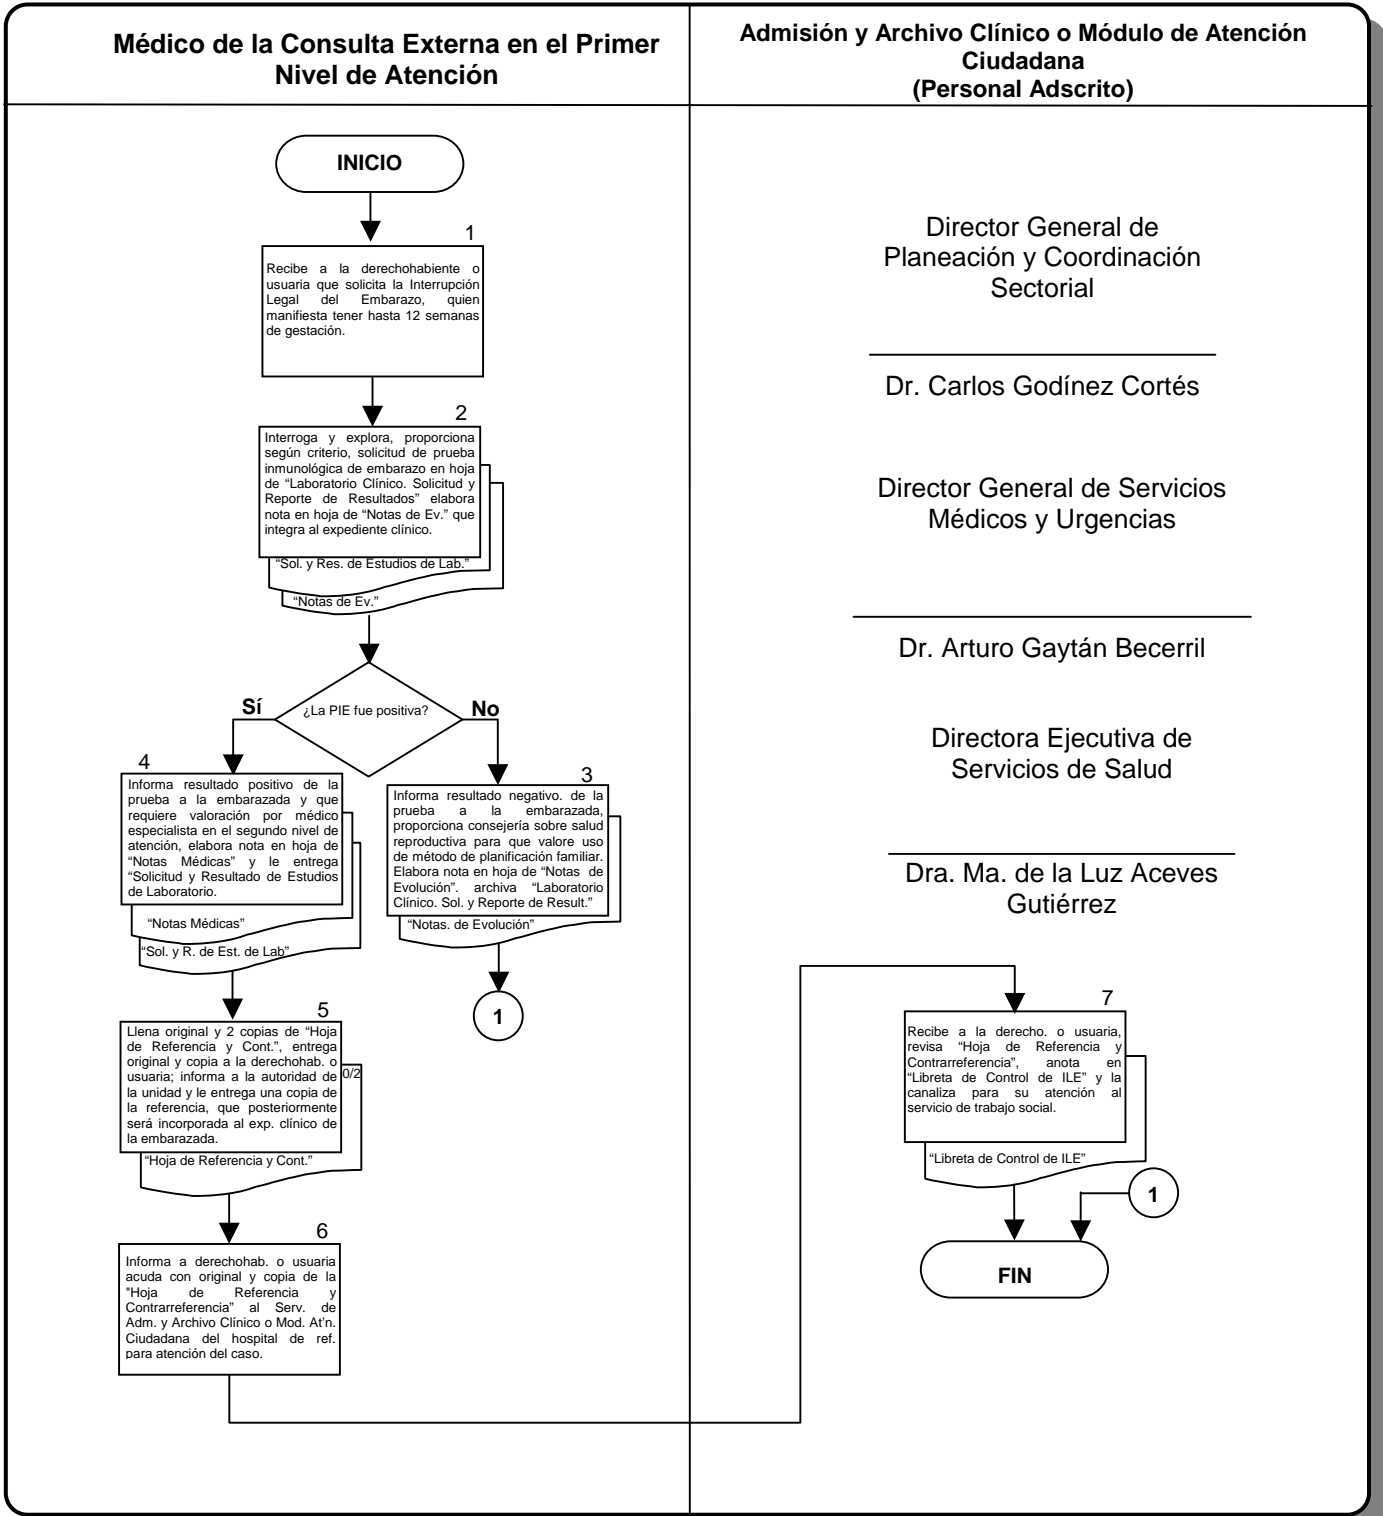 Médico de la Consulta Externa en el Primer
Nivel de Atención
Admisión y Archivo Clínico o Módulo de Atención
Ciudadana
(Personal Adscrito)
INICIO
1
Recibe a la derechohabiente o
usuaria que solicita la Interrupción
Legal del Embarazo, quien
manifiesta tener hasta 12 semanas
de gestación.
2
Interroga y explora, proporciona
según criterio, solicitud de prueba
inmunológica de embarazo en hoja
de “Laboratorio Clínico. Solicitud y
Reporte de Resultados” elabora
nota en hoja de “Notas de Ev.” que
integra al expediente clínico.
“Sol. y Res. de Estudios de Lab.”
“Notas de Ev.”
¿La PIE fue positiva?
Sí
No
4
Informa resultado positivo de la
prueba a la embarazada y que
requiere valoración por médico
especialista en el segundo nivel de
atención, elabora nota en hoja de
“Notas Médicas” y le entrega
“Solicitud y Resultado de Estudios
de Laboratorio.
“Notas Médicas”
“Sol. y R. de Est. de Lab”
3
Informa resultado negativo. de la
prueba a la embarazada,
proporciona consejería sobre salud
reproductiva para que valore uso
de método de planificación familiar.
Elabora nota en hoja de “Notas de
Evolución”. archiva “Laboratorio
Clínico. Sol. y Reporte de Result.”
“Notas. de Evolución”
1
5
Llena original y 2 copias de “Hoja
de Referencia y Cont.”, entrega
original y copia a la derechohab. o
usuaria; informa a la autoridad de
la unidad y le entrega una copia de
la referencia, que posteriormente
será incorporada al exp. clínico de
la embarazada.
0/2
“Hoja de Referencia y Cont.”
6
Informa a derechohab. o usuaria
acuda con original y copia de la
"Hoja de Referencia y
Contrarreferencia” al Serv. de
Adm. y Archivo Clínico o Mod. At’n.
Ciudadana del hospital de ref.
para atención del caso.
Director General de
Planeación y Coordinación
Sectorial
Dr. Carlos Godínez Cortés
Director General de Servicios
Médicos y Urgencias
Dr. Arturo Gaytán Becerril
Directora Ejecutiva de
Servicios de Salud
Dra. Ma. de la Luz Aceves
Gutiérrez
7
Recibe a la derecho. o usuaria,
revisa “Hoja de Referencia y
Contrarreferencia”, anota en
“Libreta de Control de ILE” y la
canaliza para su atención al
servicio de trabajo social.
“Libreta de Control de ILE”
1
FIN